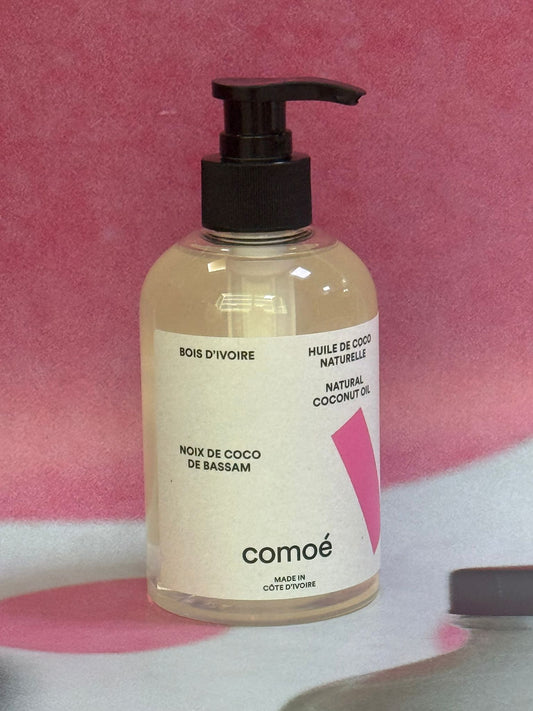 BOIS D'IVOIRE
HUILE DE COCO
NATURELLE
NATURAL
COCONUT OIL
NOIX DE COCO
DE BASSAM
comoé
MADE IN
CÔTE D'IVOIRE